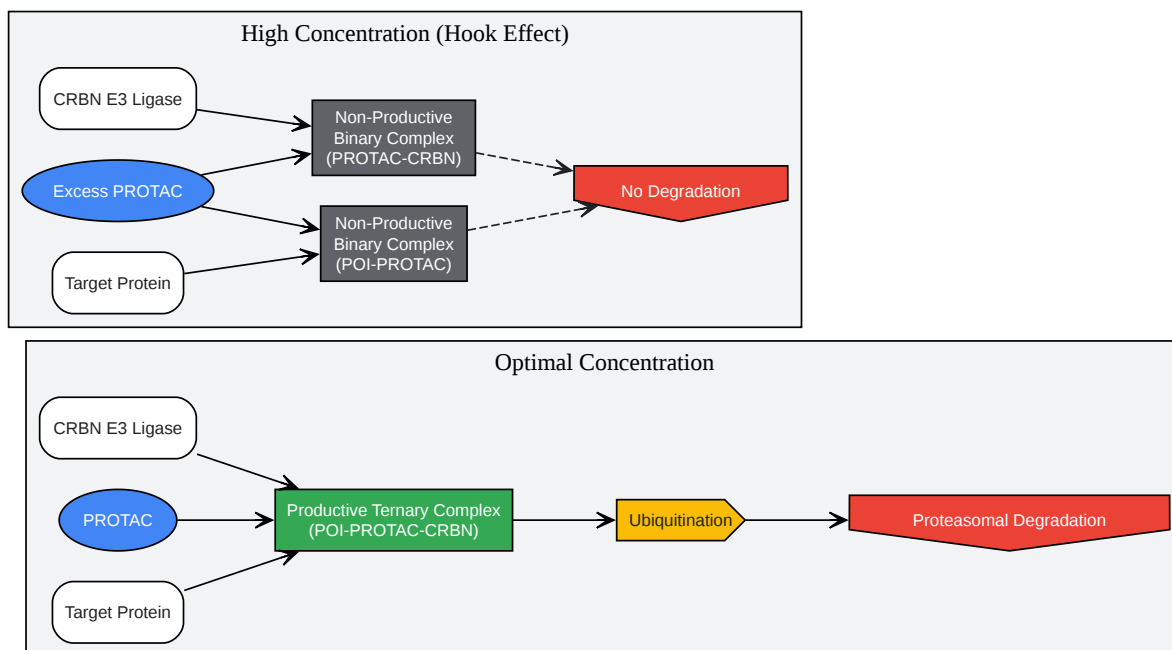 High Concentration (Hook Effect)
CRBN E3 Ligase
Non-Productive
Binary Complex
(PROTAC-CRBN)
Excess PROTAC
No Degradation
Non-Productive
Binary Complex
(POI-PROTAC)
Target Protein
Optimal Concentration
CRBN E3 Ligase
PROTAC
Productive Ternary Complex
(POI-PROTAC-CRBN)
Ubiquitination
Proteasomal Degradation
Target Protein